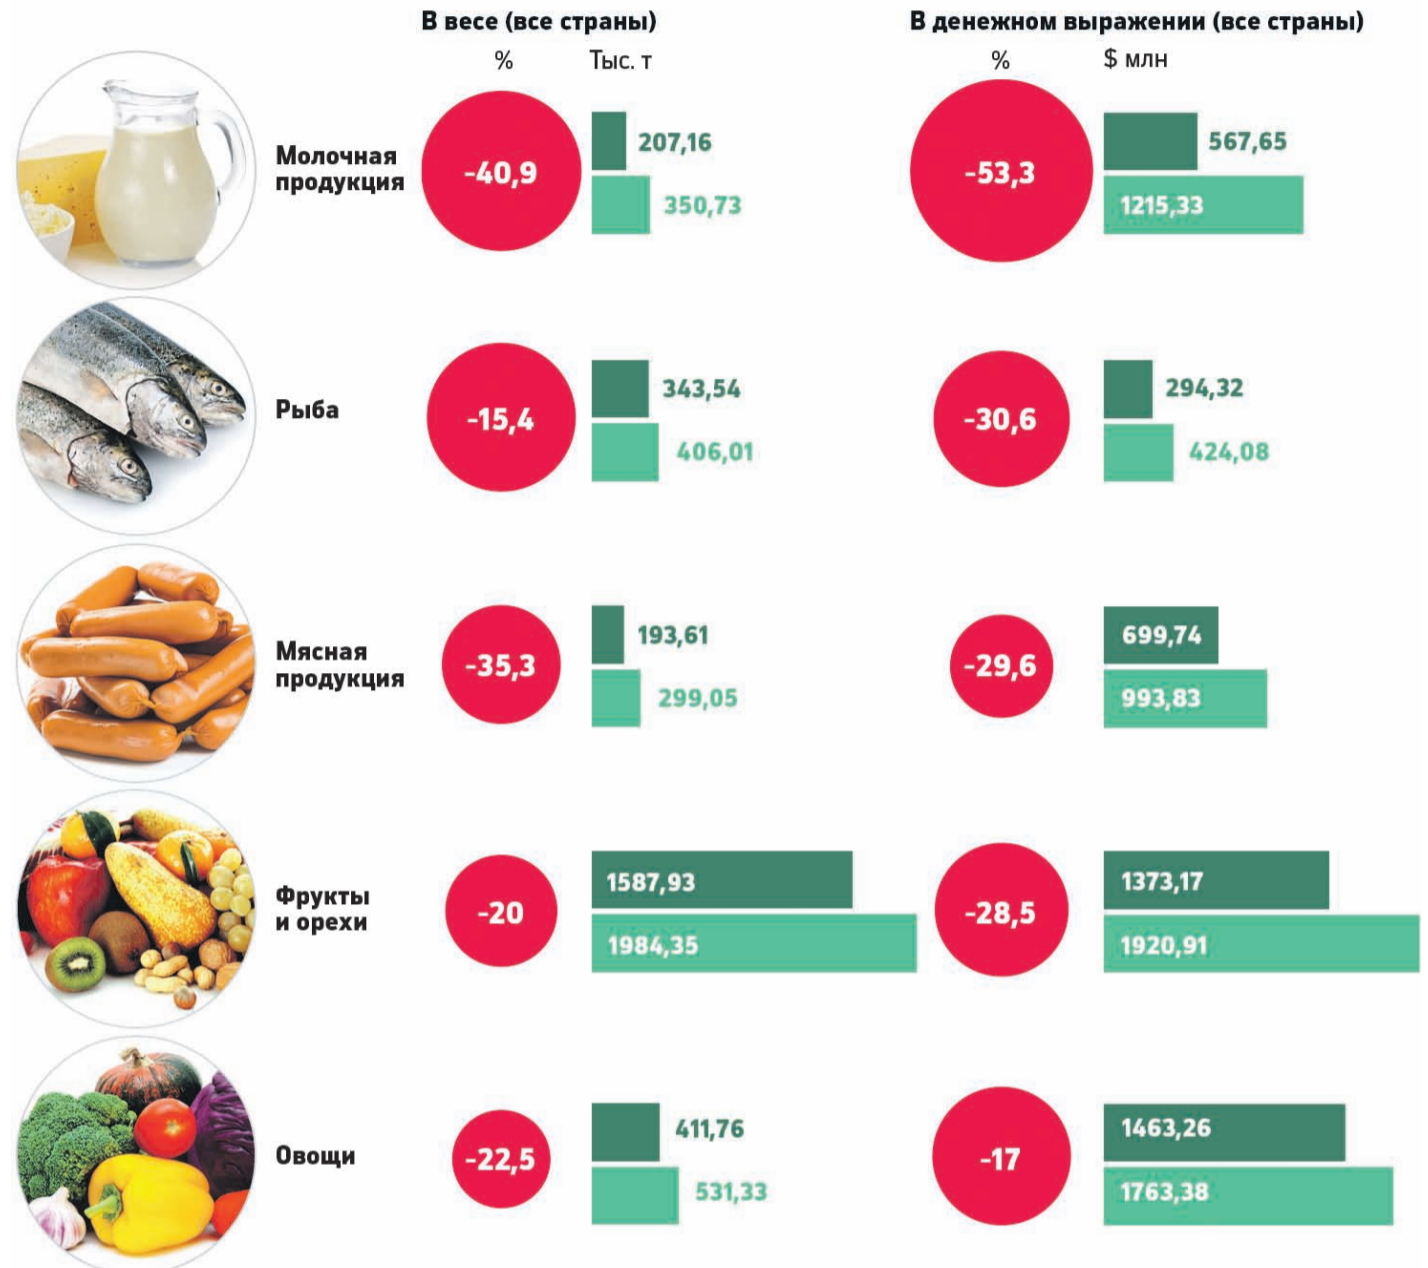 В весе (все страны)
В денежном выражении (все страны)
%
Тыс. т
%
$ млн
Молочная
продукция
-40,9
207,16
350,73
-53,3
567,65
1215,33
Рыба
-15,4
343,54
406,01
-30,6
294,32
424,08
Мясная
продукция
-35,3
193,61
299,05
-29,6
699,74
993,83
Фрукты
и орехи
-20
1587,93
1984,35
-28,5
1373,17
1920,91
Овощи
-22,5
411,76
531,33
-17
1463,26
1763,38